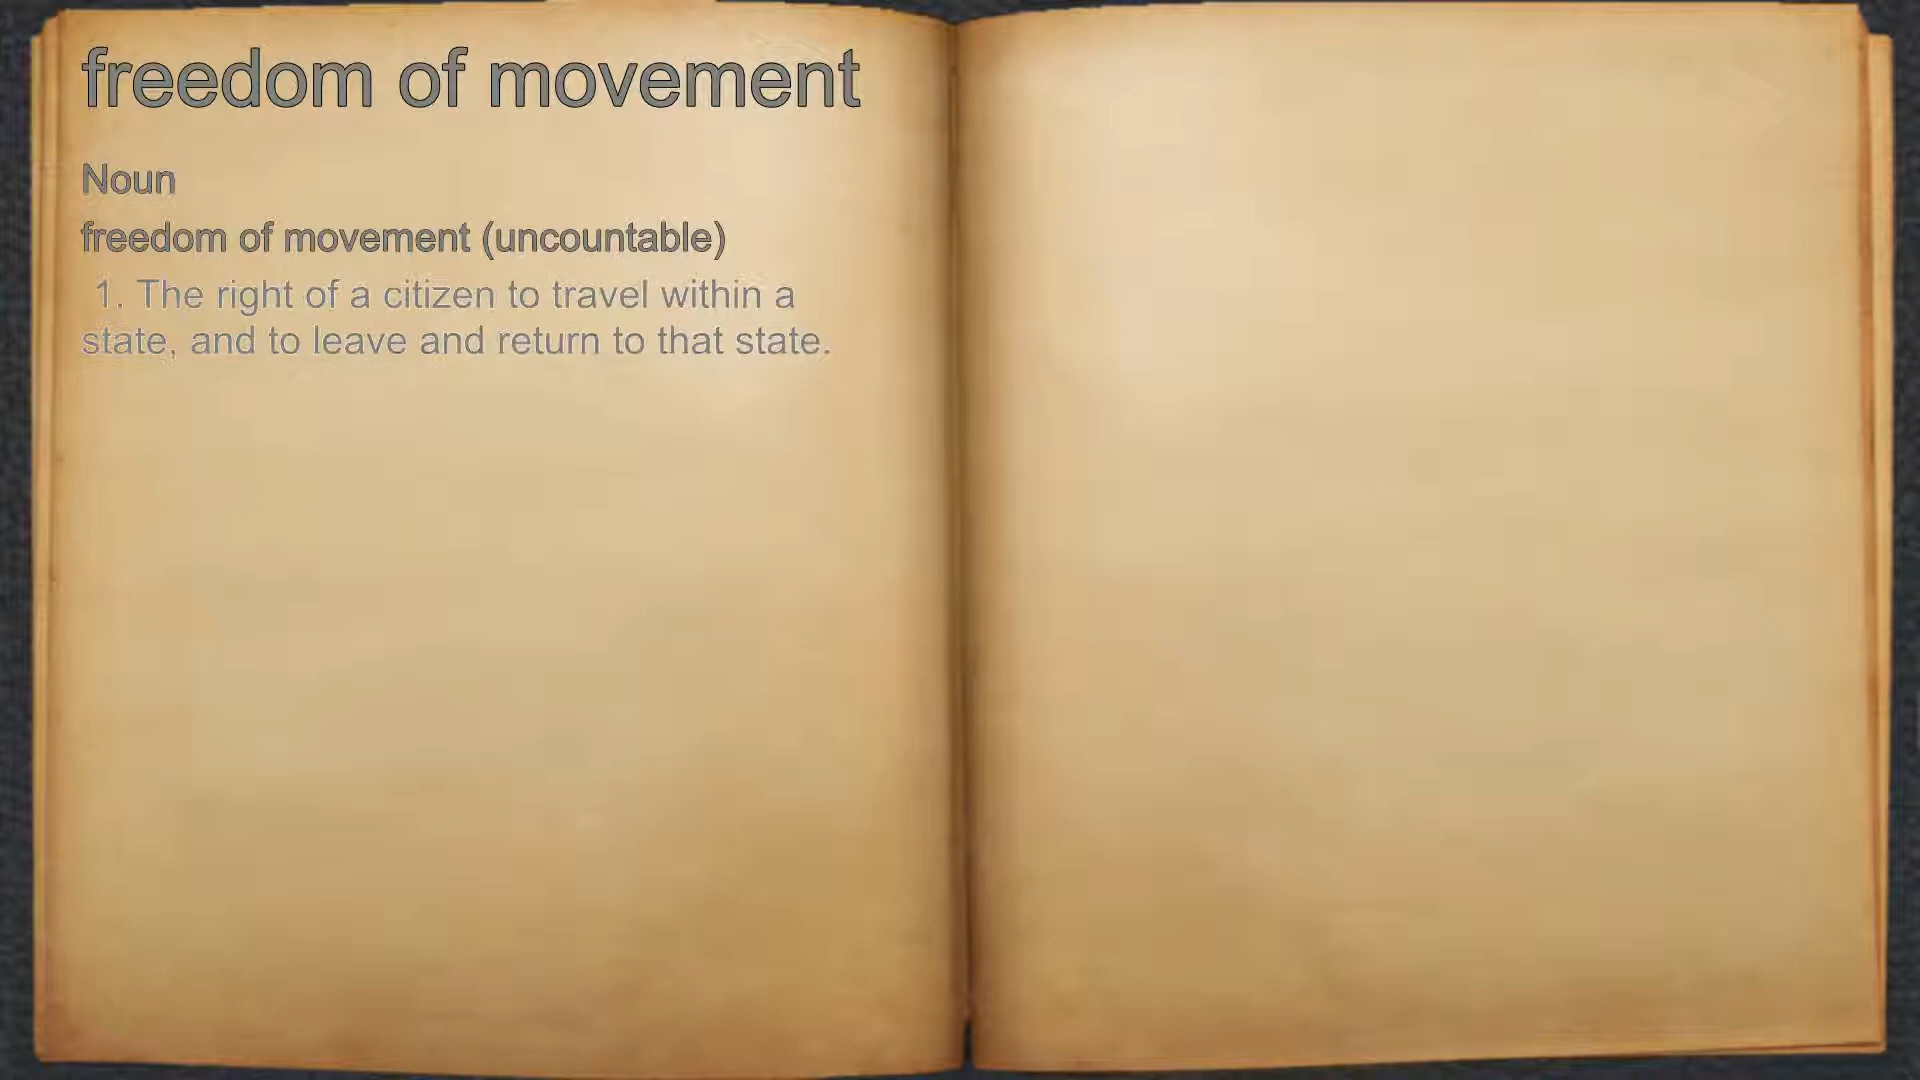 freedom of movement
Noun
freedom of movement (uncountable)
1. The right of a citizen to travel within a
state, and to leave and return to that state.